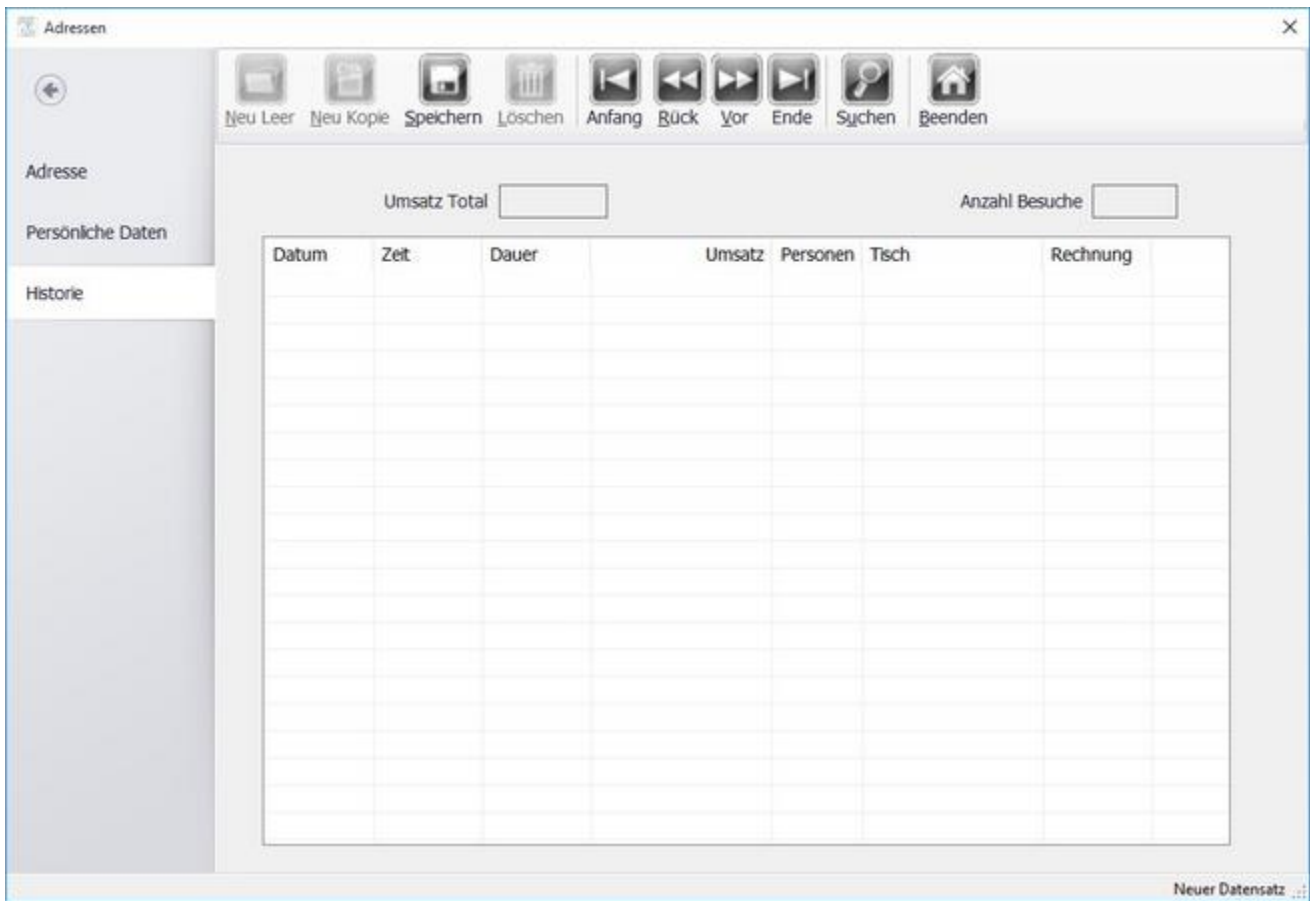 Adressen
Neu Leer Neu Kopie Speichern Löschen Anfang Rück Vor Ende Suchen Beenden
Adresse
Persönliche Daten
Historie
Umsatz Total Anzahl Besuche
Datum Zeit Dauer Umsatz Personen Tisch Rechnung
Neuer Datensatz